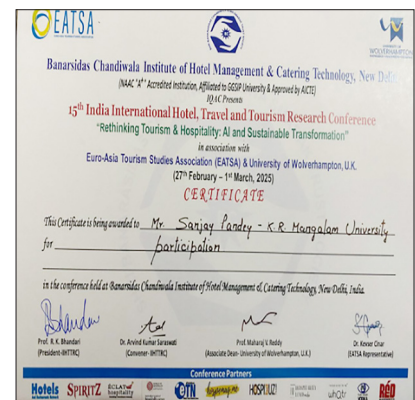 EATSA
UNIVERSITY OF WOLVERHAMPTON
Banarsidas Chandiwala Institute of Hotel Management & Catering Technology, New Delhi
(NAAC "A++" Accredited Institution, Affiliated to GGSIP University & Approved by AICTE)
IQAC Presents
15th India International Hotel, Travel and Tourism Research Conference
"Rethinking Tourism & Hospitality: AI and Sustainable Transformation"
in association with
Euro-Asia Tourism Studies Association (EATSA) & University of Wolverhampton, U.K.
(27th February – 1st March, 2025)
CERTIFICATE
This Certificate is being awarded to Mr. Sanjay Pandey - K.R. Mangalam University
for participation
in the conference held at Banarsidas Chandiwala Institute of Hotel Management & Catering Technology, New Delhi, India.
Prof. R. K. Bhandari
(President-IIHTTRC)
Dr. Arvind Kumar Saraswati
(Convener- IIHTTRC)
Prof. Maharaj V. Reddy
(Associate Dean- University of Wolverhampton, U.K.)
Dr. Kevser Cinar
(EATSA Representative)
Conference Partners
Hotels
SPIRITZ
ECLAT
hospitality
RED